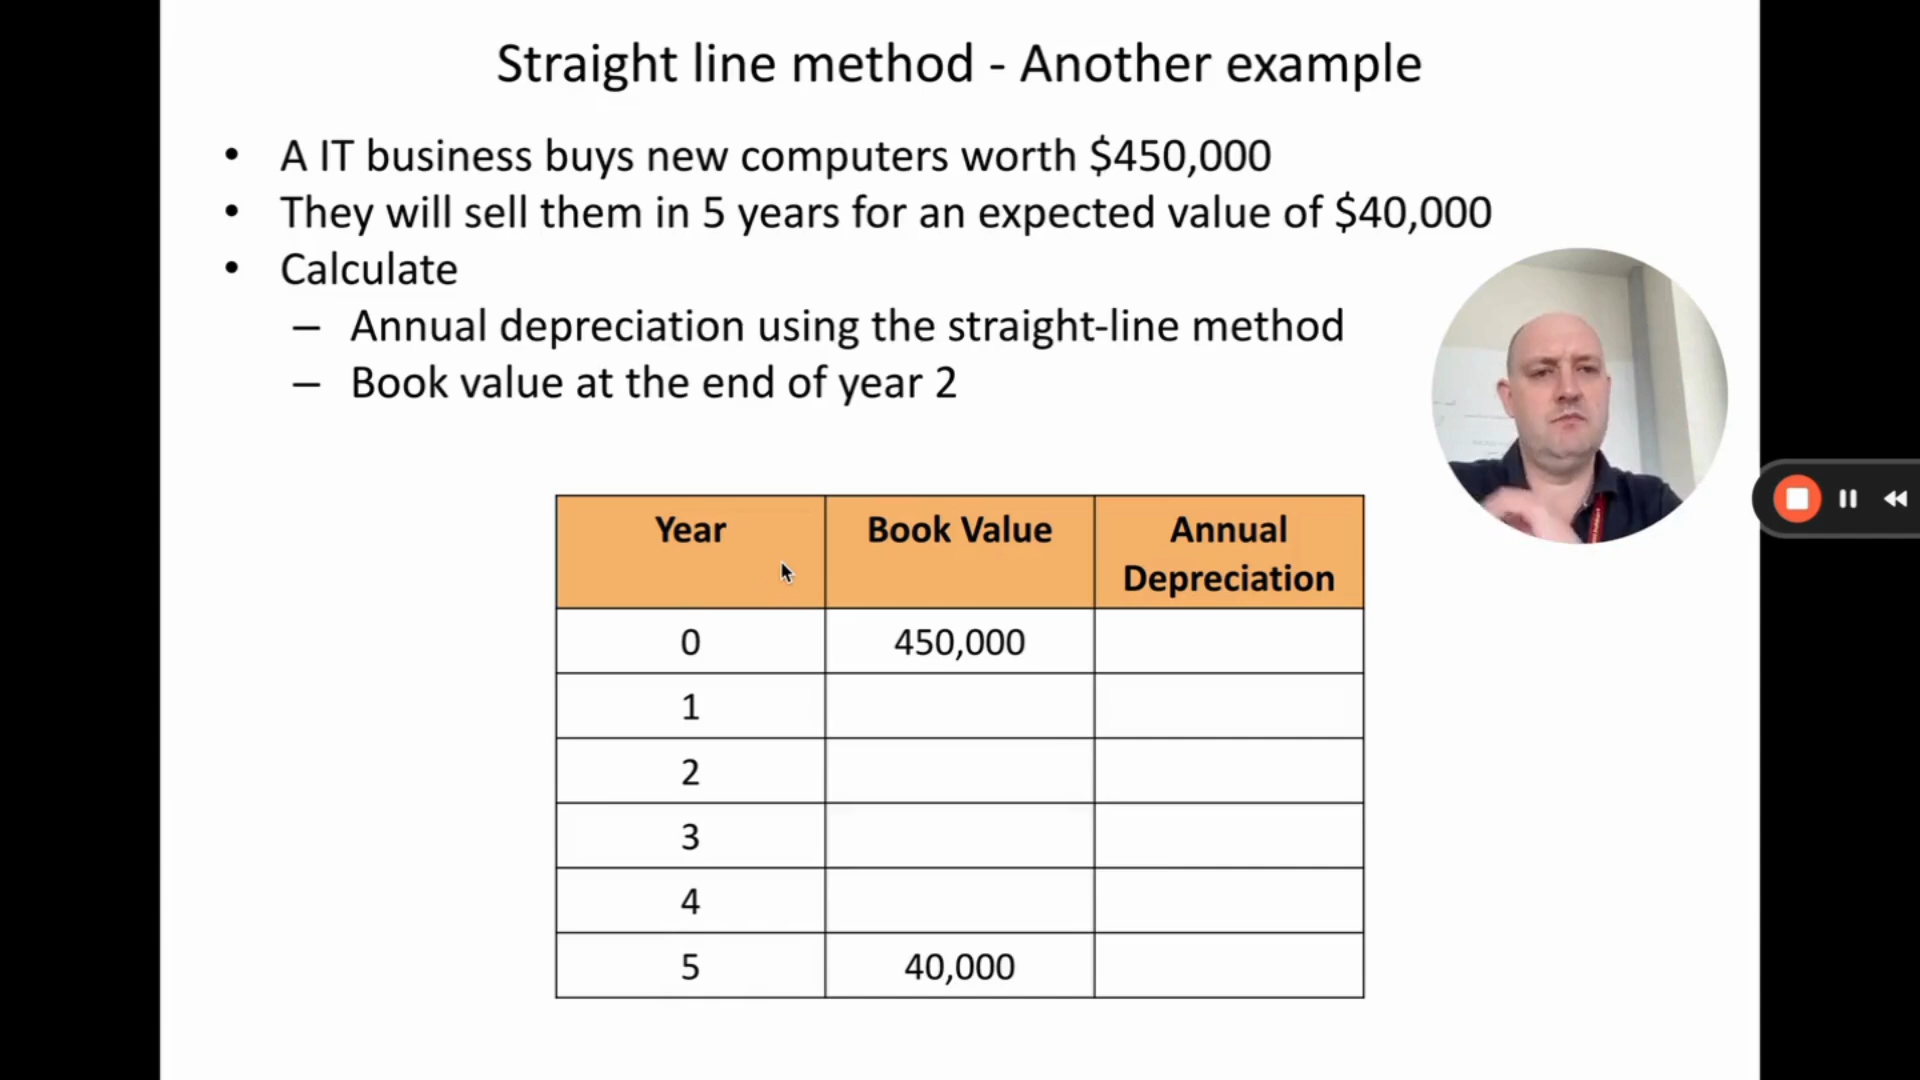 Straight line method - Another example
• A IT business buys new computers worth $450,000
• They will sell them in 5 years for an expected value of $40,000
• Calculate
– Annual depreciation using the straight-line method
– Book value at the end of year 2
Year Book Value Annual Depreciation
0 450,000
1
2
3
4
5 40,000